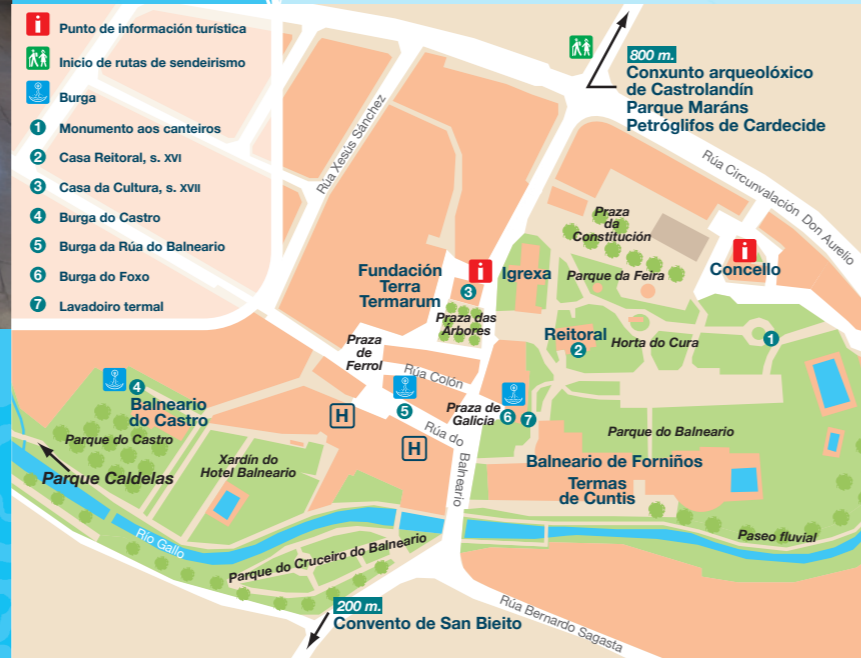 i Punto de información turística
Inicio de rutas de sendeirismo
Burga
1 Monumento aos canteiros
2 Casa Reitoral, s. XVI
3 Casa da Cultura, s. XVII
4 Burga do Castro
5 Burga da Rúa do Balneario
6 Burga do Foxo
7 Lavadoiro termal
800 m.
Conxunto arqueolóxico
de Castrolandín
Parque Maráns
Petróglifos de Cardecide
Rúa Xesús Sánchez
Rúa Circunvalación Don Aurelio
Praza
da
Constitución
Parque da Feira
i
Concello
Fundación
Terra
Termarum
i
3
Igrexa
Praza das
Árbores
Reitoral
2
Horta do Cura
1
Praza
de
Ferrol
Rúa Colón
4
Balneario
do Castro
Parque do Castro
H
5
Praza de
Galicia
6
7
Parque do Balneario
H
Rúa do Balneario
Xardín do
Hotel Balneario
Balneario de Forniños
Termas
de Cuntis
Parque Caldelas
Río Gallo
Paseo fluvial
Parque do Cruceiro do Balneario
200 m.
Convento de San Bieito
Rúa Bernardo Sagasta